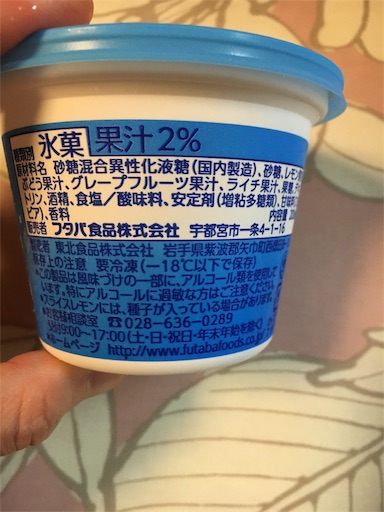 種類別 氷菓 果汁2%
原材料名 砂糖混合異性化液糖(国内製造)、砂糖、レモン
ぶどう果汁、グレープフルーツ果汁、ライチ果汁、果糖、
トリン、酒精、食塩/酸味料、安定剤(増粘多糖類)、甘味料
ビア)、香料 内容量
販売者 フタバ食品株式会社 宇都宮市一条4-1-16
製造者 東北食品株式会社 岩手県紫波郡矢巾町
保存上の注意 要冷凍(-18℃以下で保存)
●この製品は風味づけの一部に、アルコール類を使用して
います。特にアルコールに過敏な方はご注意ください。
●スライスレモンには、種子が入っている場合があります。
●お客様相談室 ☎028-636-0289
受付9:00~17:00(土・日・祝日・年末年始を除く)
●ホームページ http://www.futabafoods.co.jp